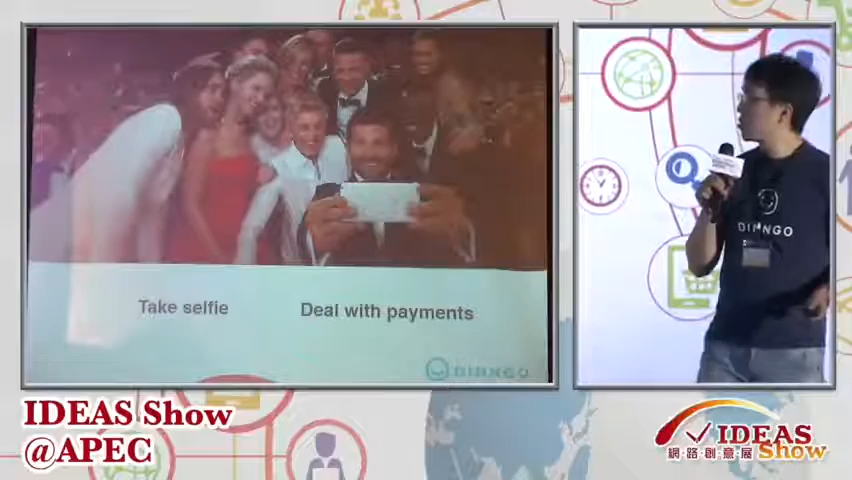 Take selfie
Deal with payments
DINNGO
DINNGO
IDEAS Show
@APEC
IDEAS
網路創意展
Show